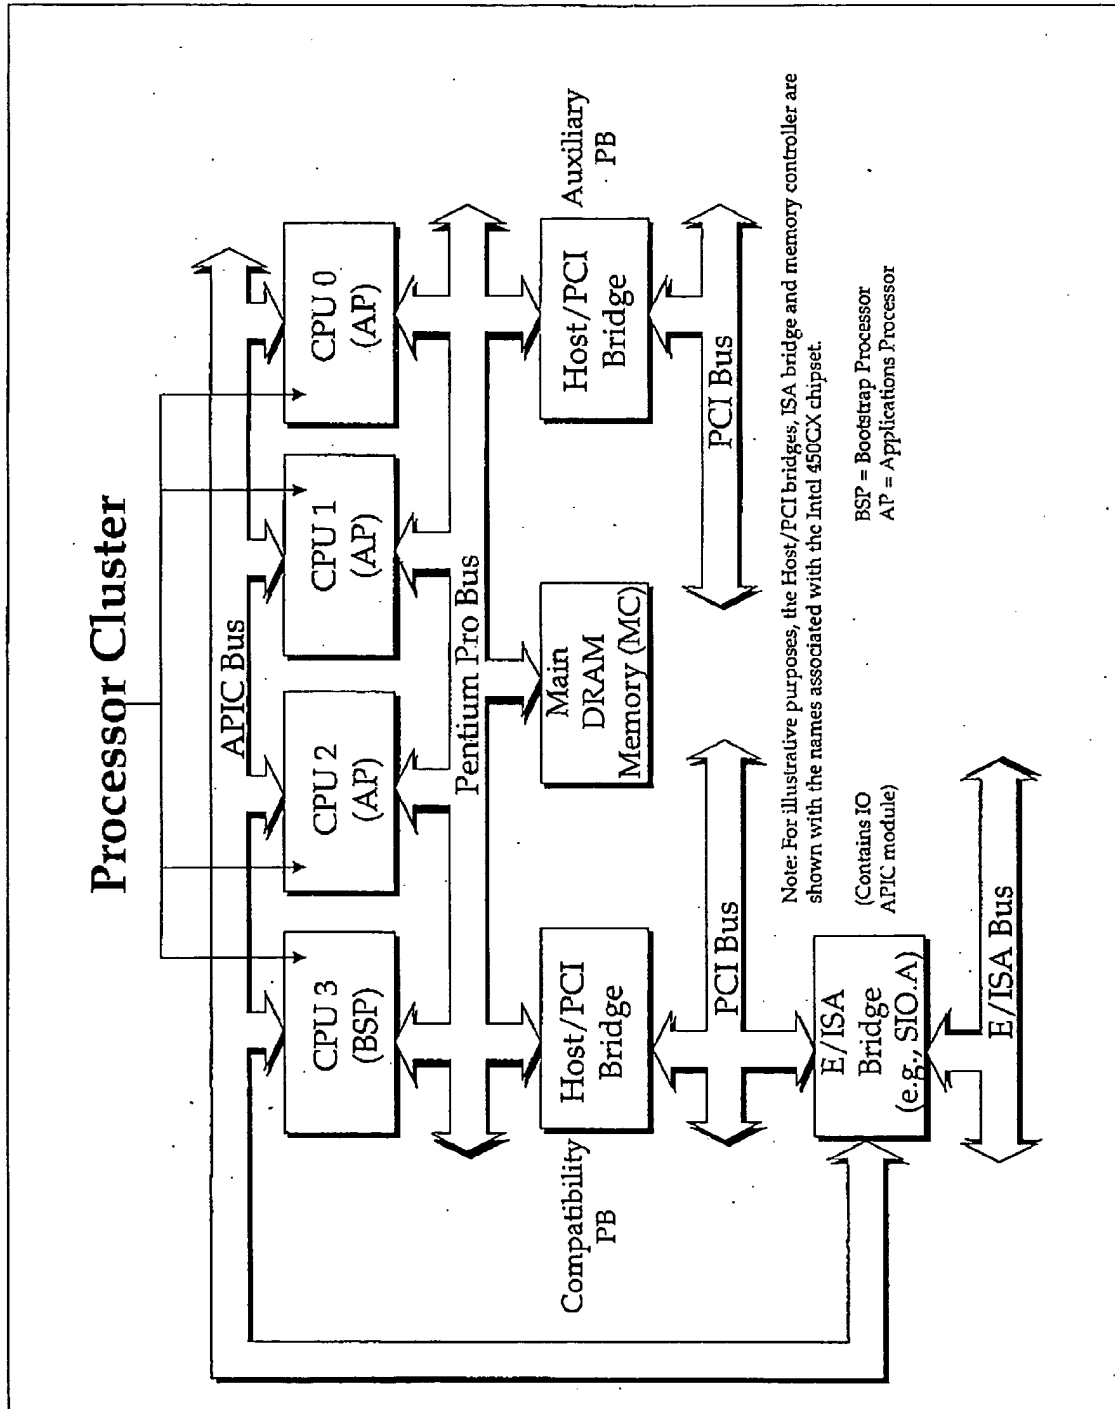 Processor Cluster
APIC Bus
CPU 3
(BSP)
CPU 2
(AP)
CPU 1
(AP)
CPU 0
(AP)
Pentium Pro Bus
Compatibility
PB
Host/PCI
Bridge
Main
DRAM
Memory (MC)
Host/PCI
Bridge
Auxiliary
PB
PCI Bus
PCI Bus
Note: For illustrative purposes, the Host/PCI bridges, ISA bridge and memory controller are
shown with the names associated with the Intel 450CX chipset.
E/ISA
Bridge
(e.g., SIO.A)
(Contains IO
APIC module)
BSP = Bootstrap Processor
AP = Applications Processor
E/ISA Bus